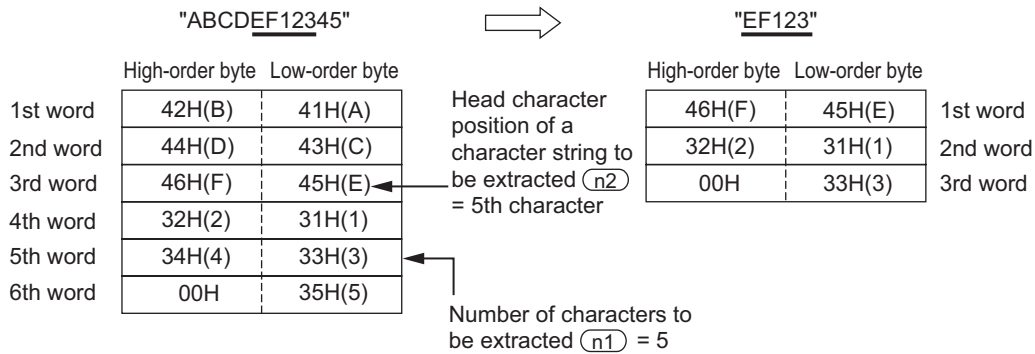 "ABCDEF12345" "EF123"
High-order byte Low-order byte High-order byte Low-order byte
1st word 42H(B) 41H(A)
2nd word 44H(D) 43H(C)
3rd word 46H(F) 45H(E)
4th word 32H(2) 31H(1)
5th word 34H(4) 33H(3)
6th word 00H 35H(5)
Head character
position of a
character string to
be extracted n2
= 5th character
46H(F) 45H(E) 1st word
32H(2) 31H(1) 2nd word
00H 33H(3) 3rd word
Number of characters to
be extracted n1 = 5